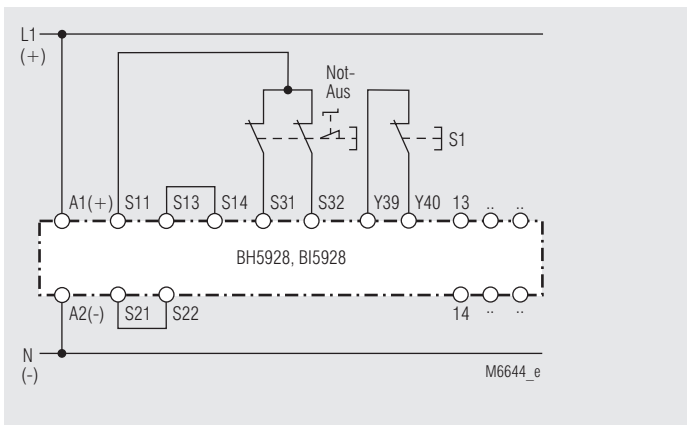 L1
(+)
Not-
Aus
S1
A1(+) S11 S13 S14 S31 S32 Y39 Y40 13 .. ..
BH5928, BI5928
A2(-) S21 S22 14 .. ..
N
(-)
M6644_e